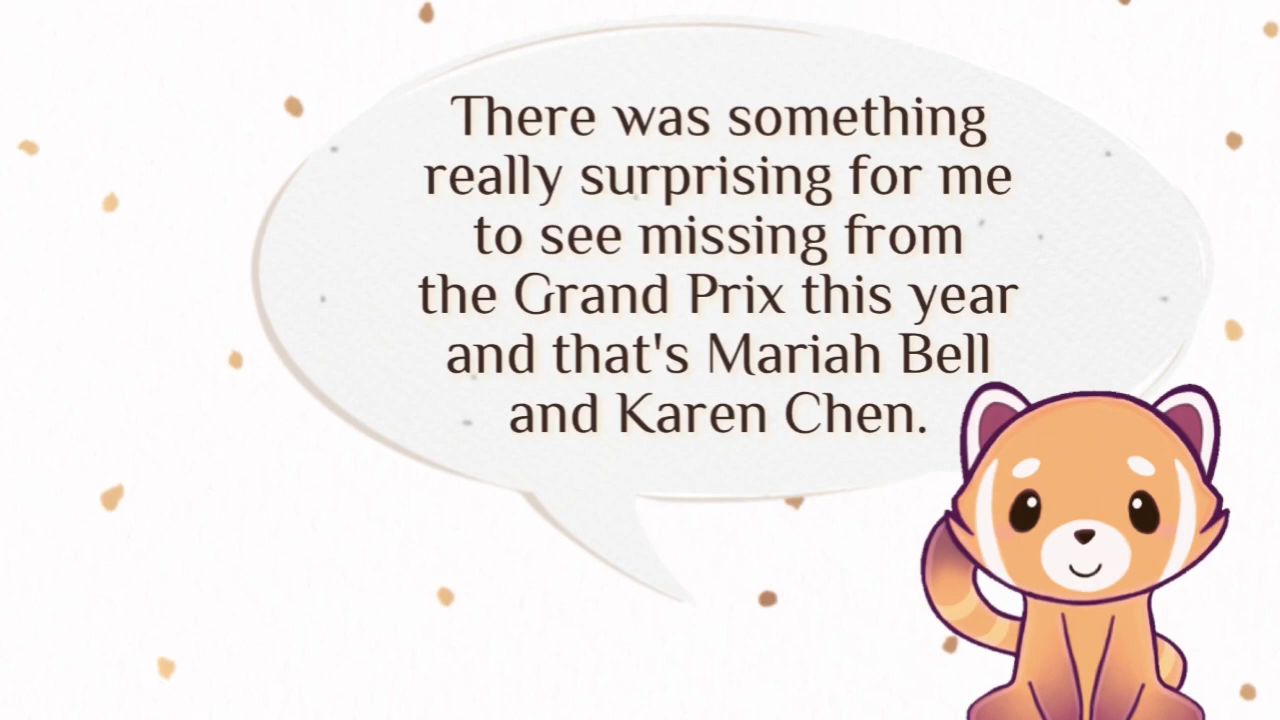 There was something
really surprising for me
to see missing from
the Grand Prix this year
and that's Mariah Bell
and Karen Chen.